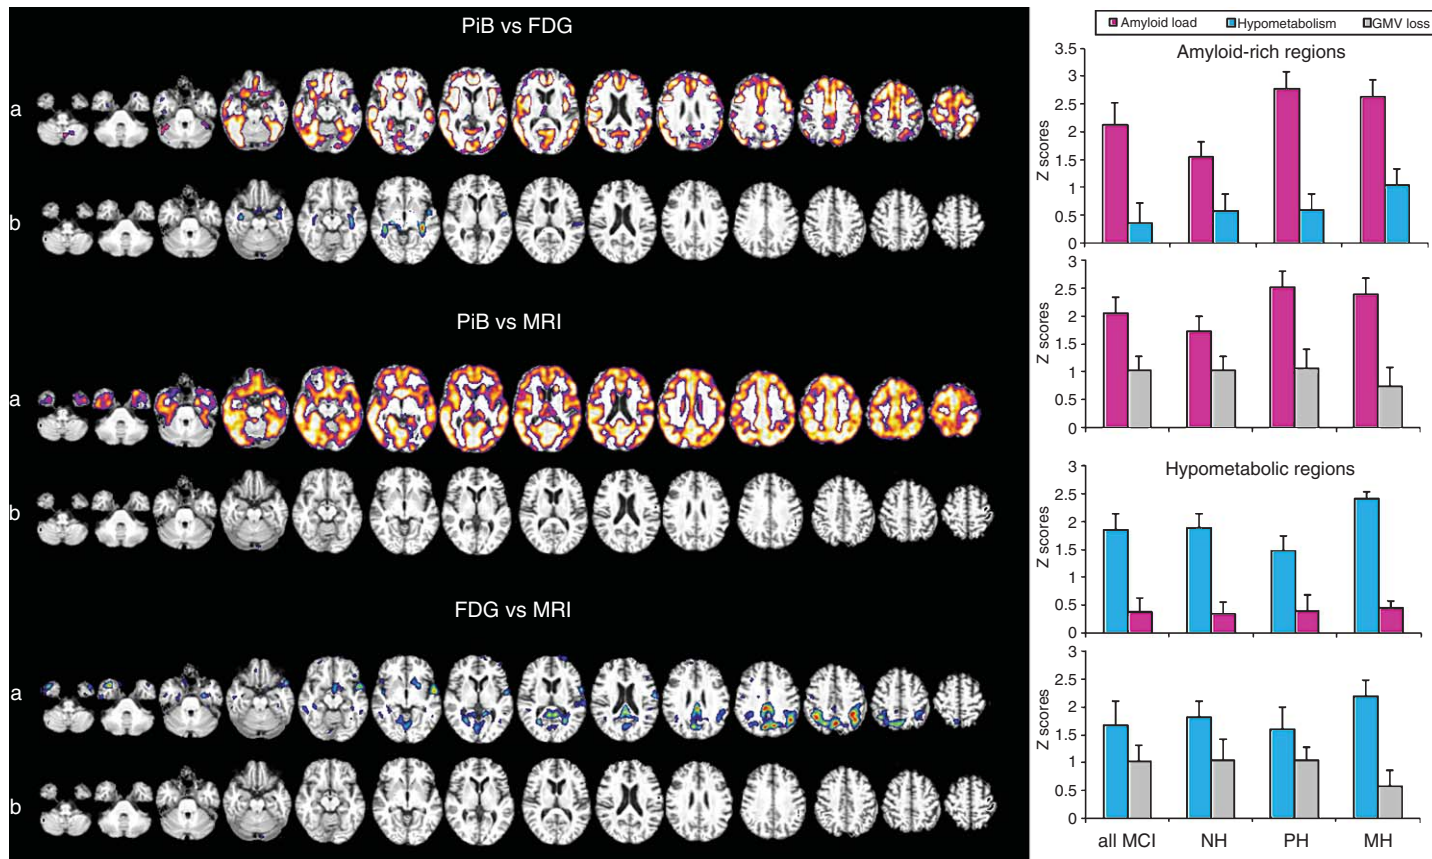 PiB vs FDG
a
b
PiB vs MRI
a
b
FDG vs MRI
a
b
Amyloid load Hypometabolism GMV loss
Amyloid-rich regions
3.5
3
2.5
2
1.5
1
0.5
0
Z scores
3
2.5
2
1.5
1
0.5
0
Z scores
Hypometabolic regions
3
2.5
2
1.5
1
0.5
0
Z scores
3
2.5
2
1.5
1
0.5
0
Z scores
all MCI NH PH MH